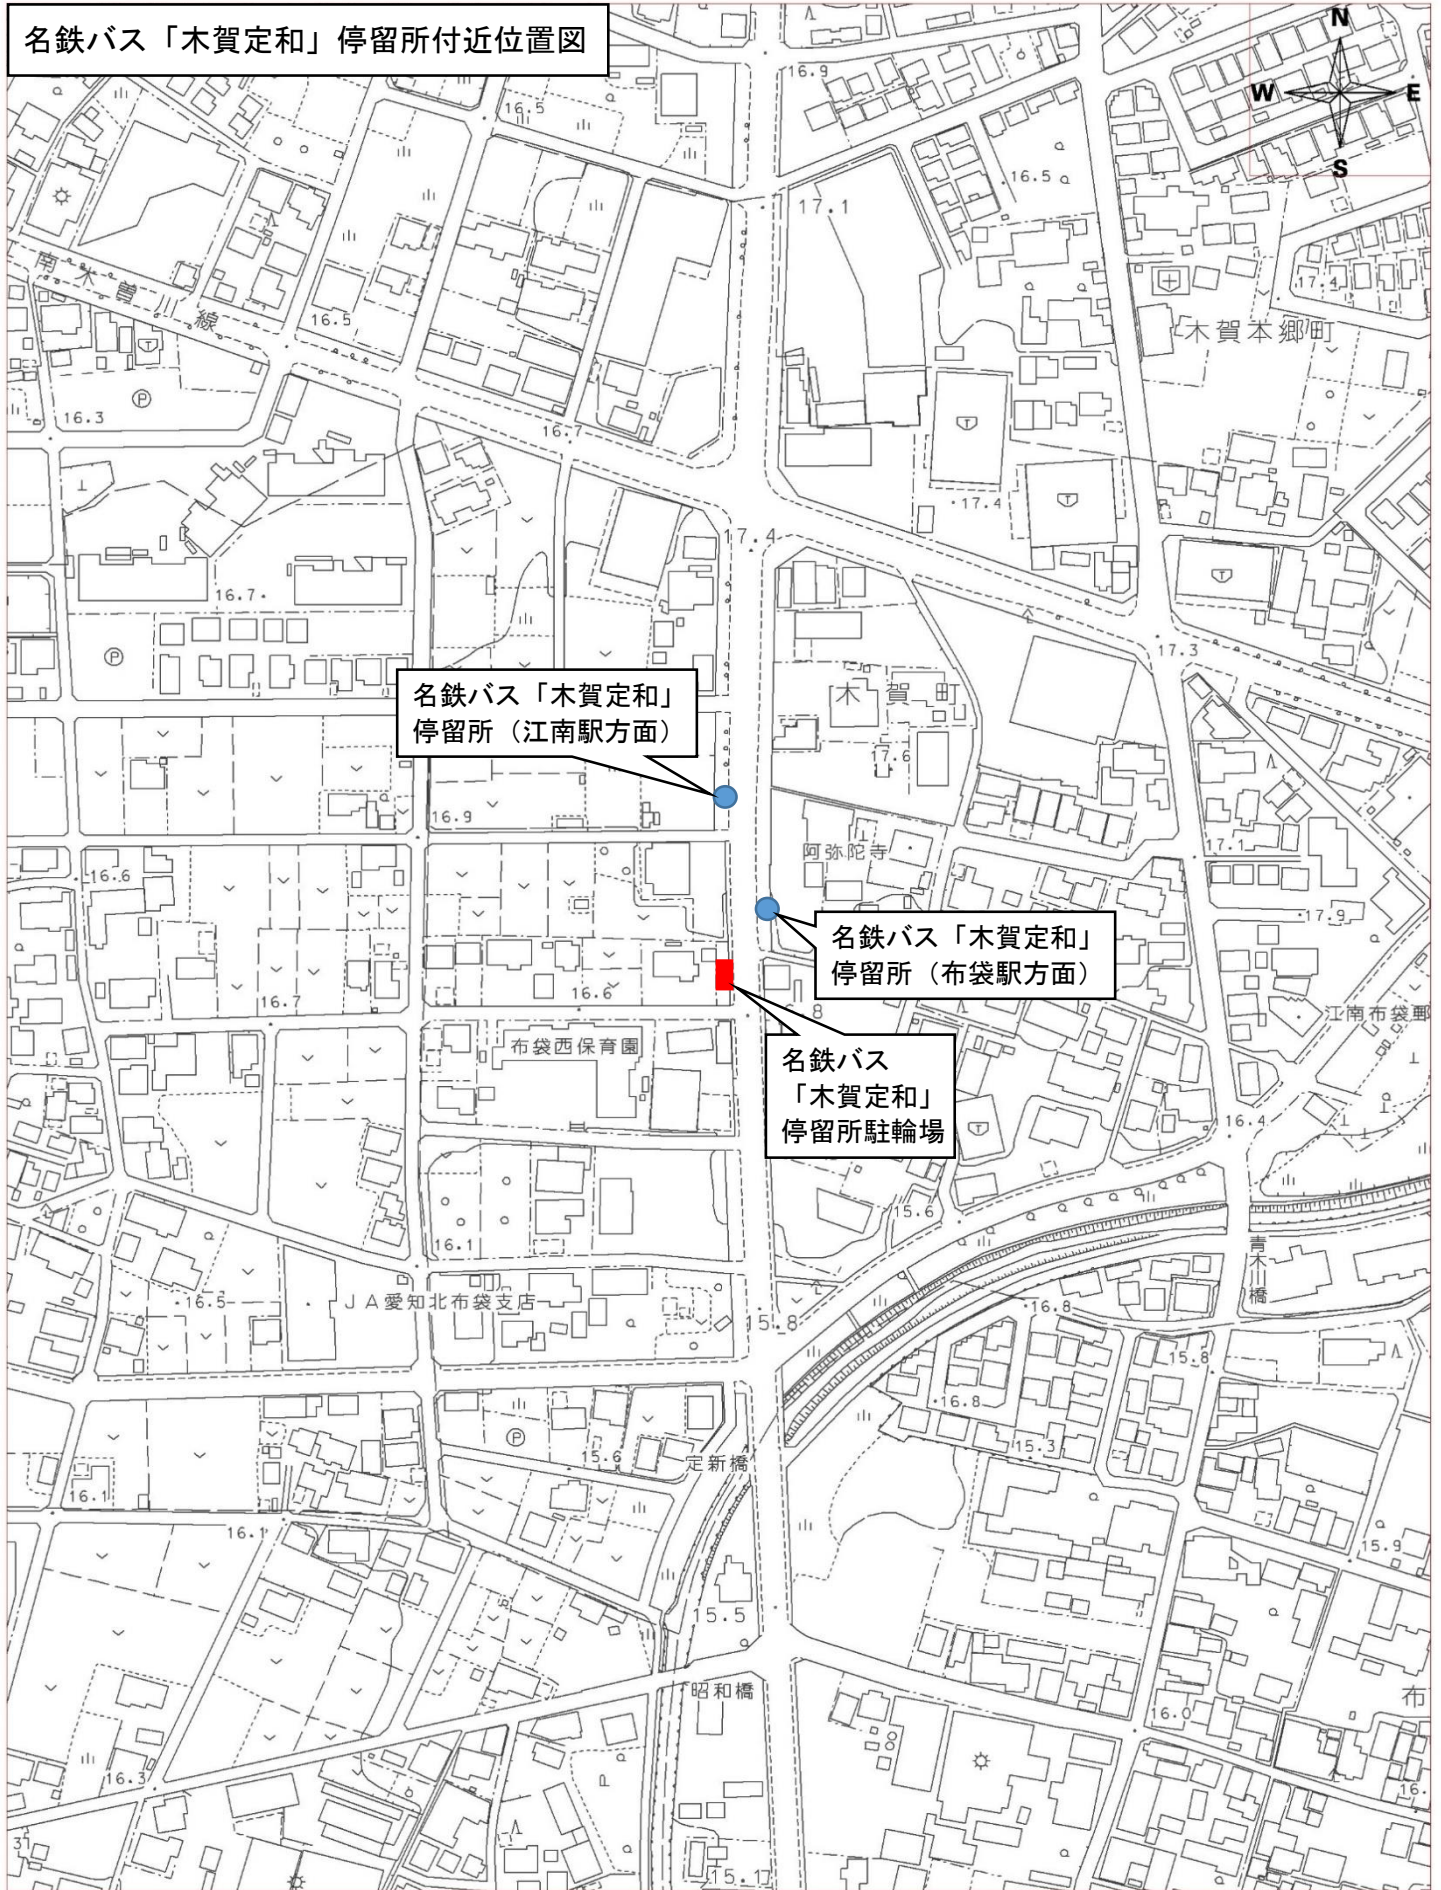 名鉄バス「木賀定和」停留所付近位置図
N
W
E
S
16.9
16.5
16.5
17.1
17.4
南木曽川線
16.5
木賀本郷町
16.3
16.7
17.4
17.4
16.7
17.3
名鉄バス「木賀定和」
停留所（江南駅方面）
木賀町
17.6
16.9
17.1
阿弥陀寺
16.6
17.9
名鉄バス「木賀定和」
停留所（布袋駅方面）
16.7
16.6
8
江南布袋郵
布袋西保育園
名鉄バス
「木賀定和」
停留所駐輪場
16.4
15.6
16.1
青木川橋
16.5
JA愛知北布袋支店
16.8
15.8
15.8
16.8
P
15.6
定新橋
15.3
16.1
16.1
15.9
15.5
昭和橋
布
16.0
16.3
16.
15.1